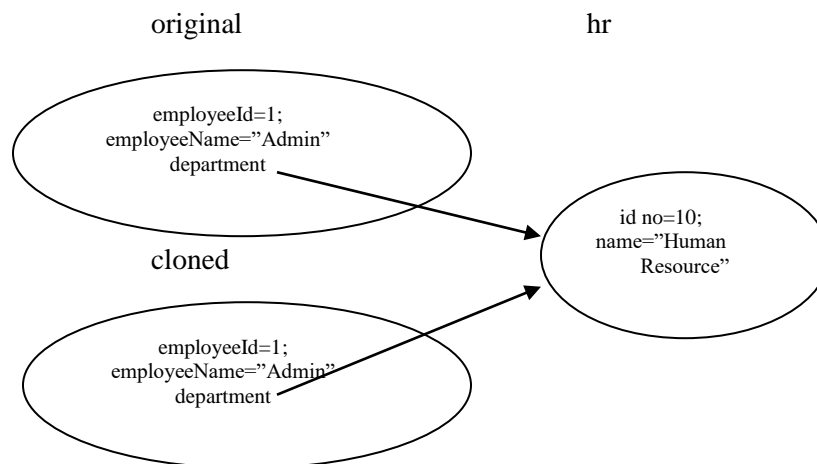 original
hr
employeeId=1;
employeeName=”Admin”
department
id no=10;
name=”Human
Resource”
cloned
employeeId=1;
employeeName=”Admin”
department